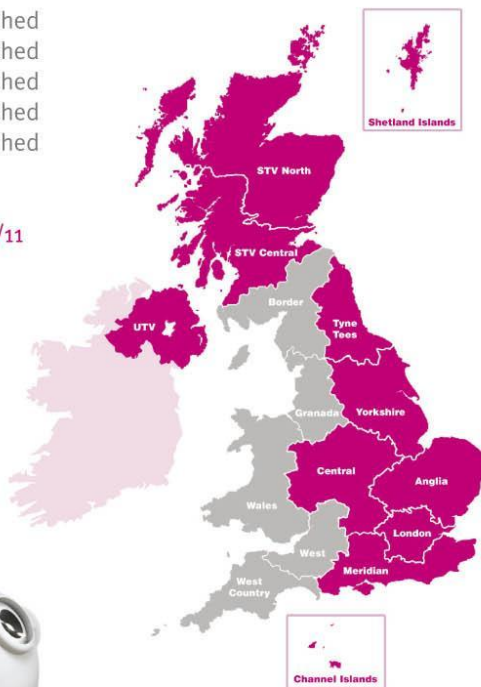 hed
hed
hed
hed
hed
/11
Shetland Islands
STV North
STV Central
Border
UTV
Tyne
Tees
Granada
Yorkshire
Central
Anglia
Wales
London
West
Meridian
West
Country
Channel Islands